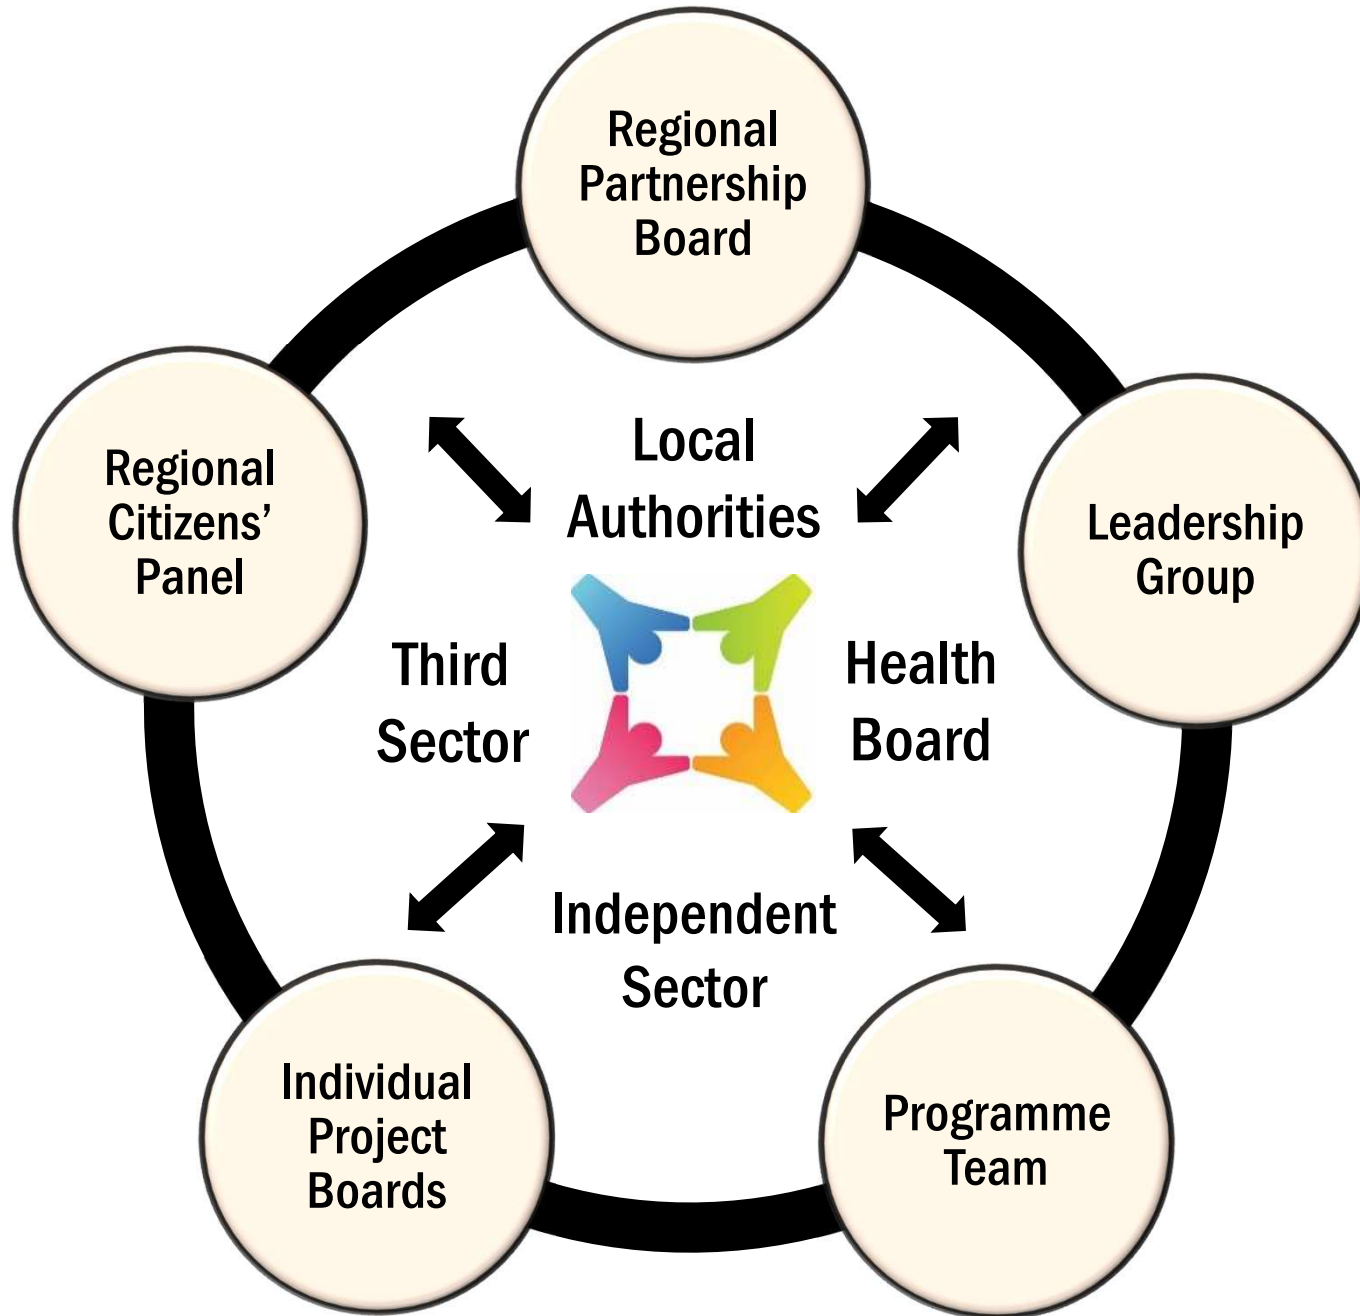 Regional
Partnership
Board
Local
Authorities
Regional
Citizens’
Panel
Leadership
Group
Third
Sector
Health
Board
Independent
Sector
Individual
Project
Boards
Programme
Team